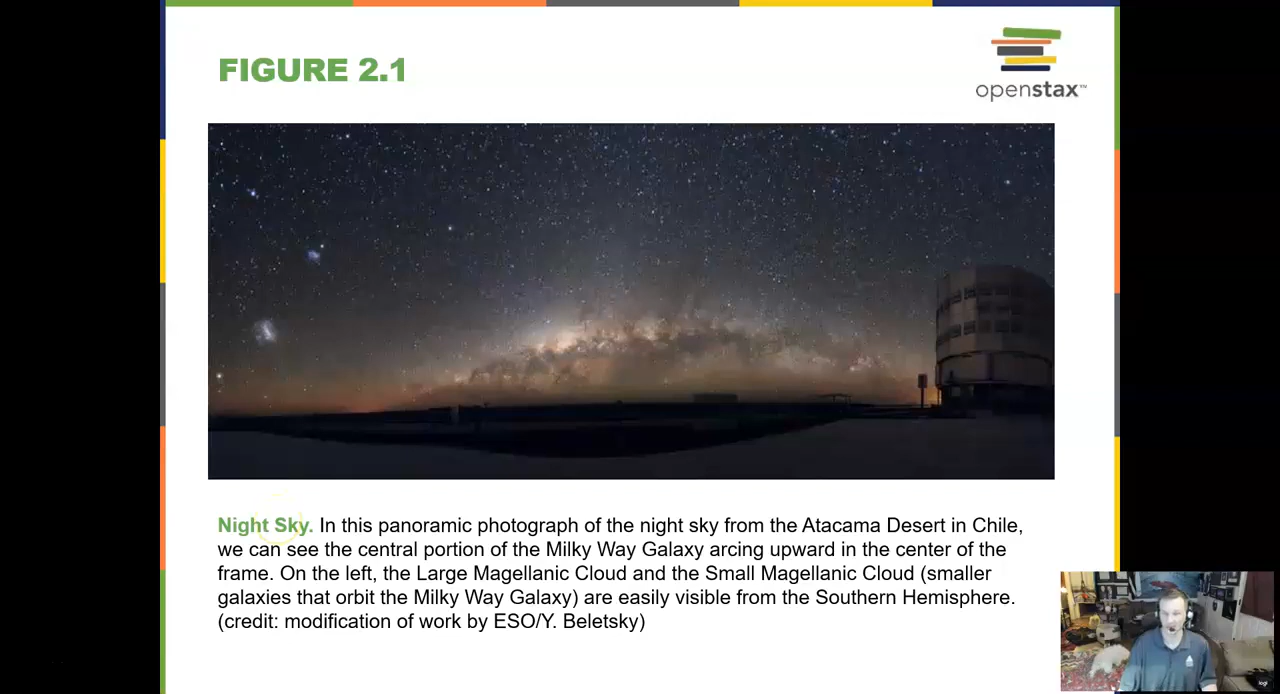 FIGURE 2.1
openstax™
Night Sky. In this panoramic photograph of the night sky from the Atacama Desert in Chile,
we can see the central portion of the Milky Way Galaxy arcing upward in the center of the
frame. On the left, the Large Magellanic Cloud and the Small Magellanic Cloud (smaller
galaxies that orbit the Milky Way Galaxy) are easily visible from the Southern Hemisphere.
(credit: modification of work by ESO/Y. Beletsky)
logi